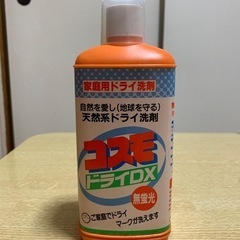 家庭用ドライ洗剤
自然を愛し(地球を守る)
天然系ドライ洗剤
コスモ
ドライDX
無蛍光
ご家庭でドライ
マークが洗えます